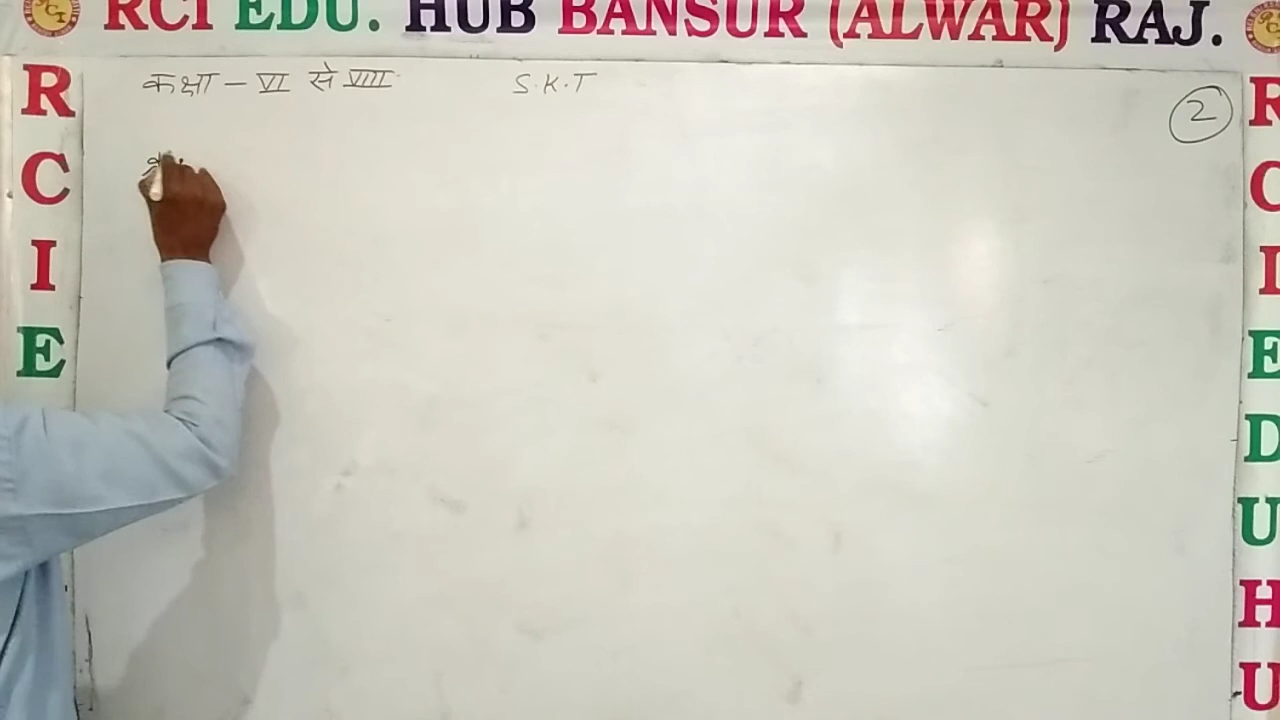 RCI EDU. HUB BANSUR (ALWAR) RAJ.
R
C
I
E
कक्षा - VI से VIII S.K.T
2
R
C
I
E
D
U
H
U